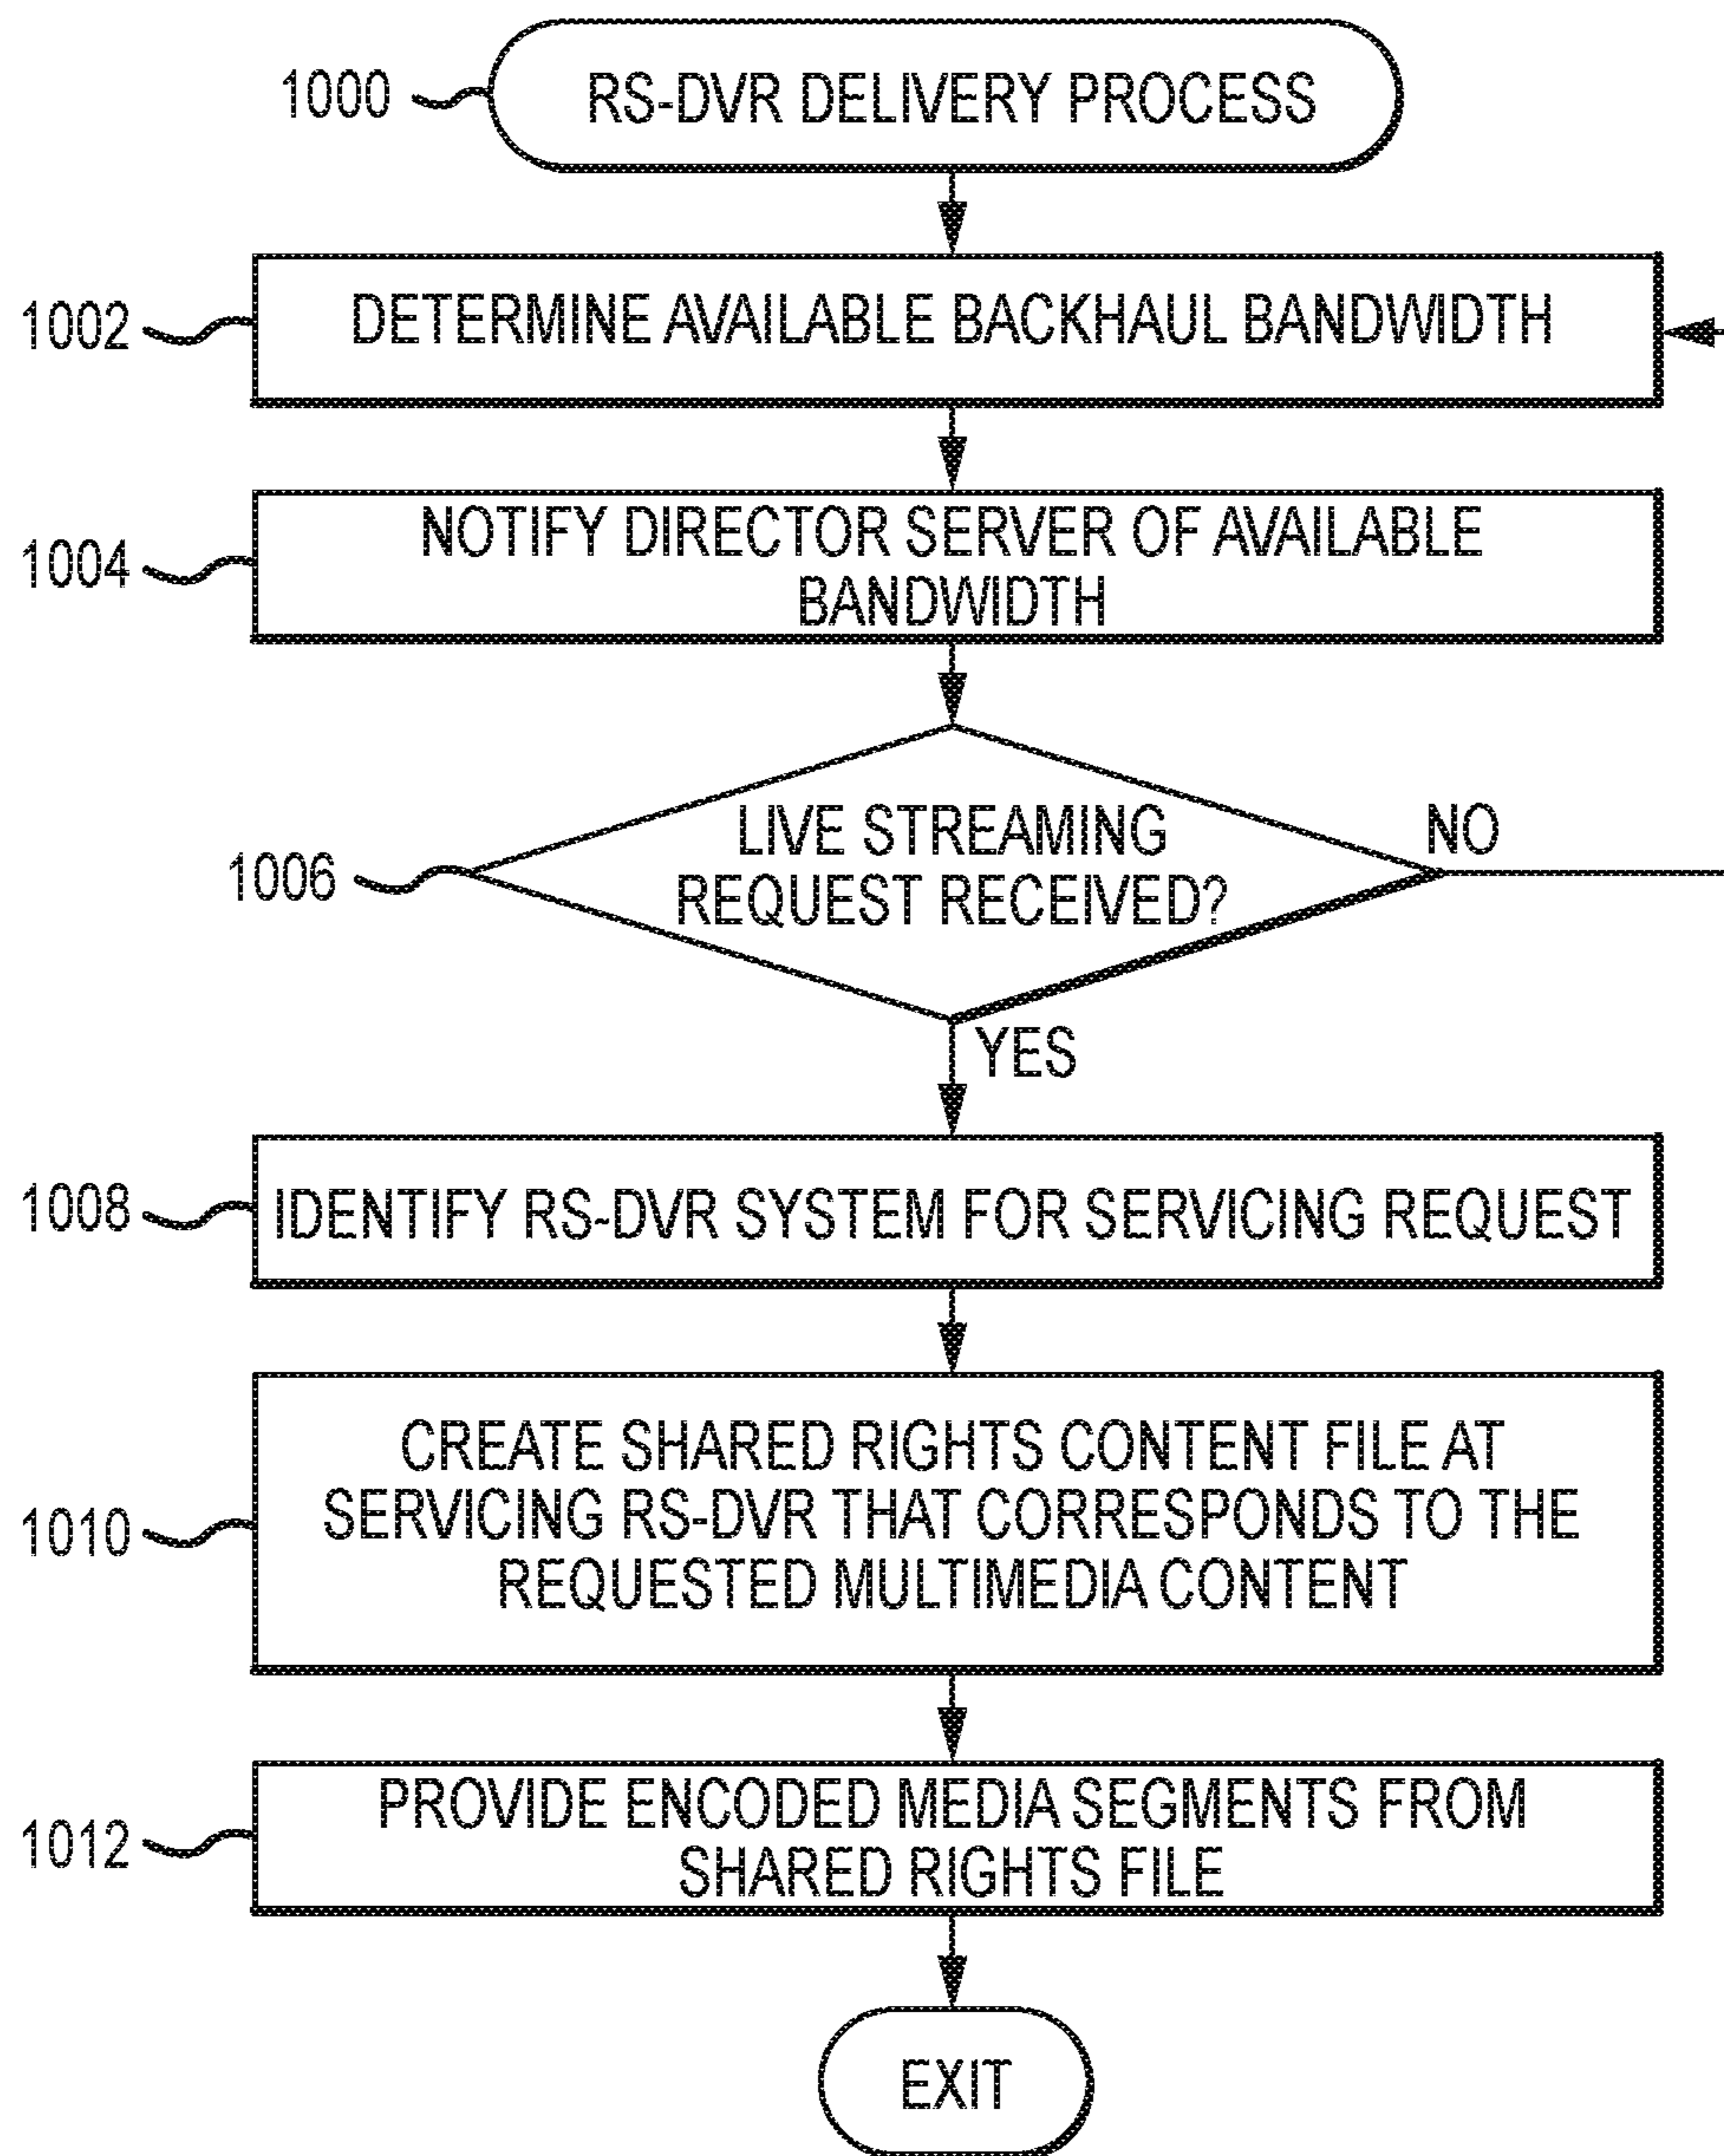 1000 RS-DVR DELIVERY PROCESS
1002 DETERMINE AVAILABLE BACKHAUL BANDWIDTH
1004 NOTIFY DIRECTOR SERVER OF AVAILABLE
BANDWIDTH
1006 LIVE STREAMING
REQUEST RECEIVED?
NO
YES
1008 IDENTIFY RS-DVR SYSTEM FOR SERVICING REQUEST
1010 CREATE SHARED RIGHTS CONTENT FILE AT
SERVICING RS-DVR THAT CORRESPONDS TO THE
REQUESTED MULTIMEDIA CONTENT
1012 PROVIDE ENCODED MEDIA SEGMENTS FROM
SHARED RIGHTS FILE
EXIT